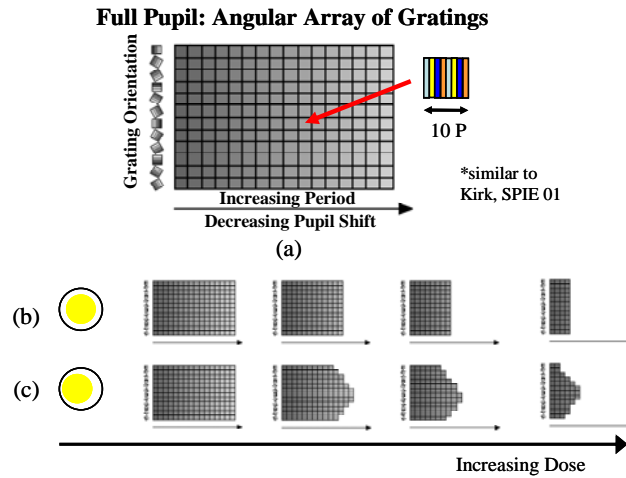 Full Pupil: Angular Array of Gratings
Grating Orientation
10 P
*similar to
Kirk, SPIE 01
Increasing Period
Decreasing Pupil Shift
(a)
(b)
(c)
Increasing Dose